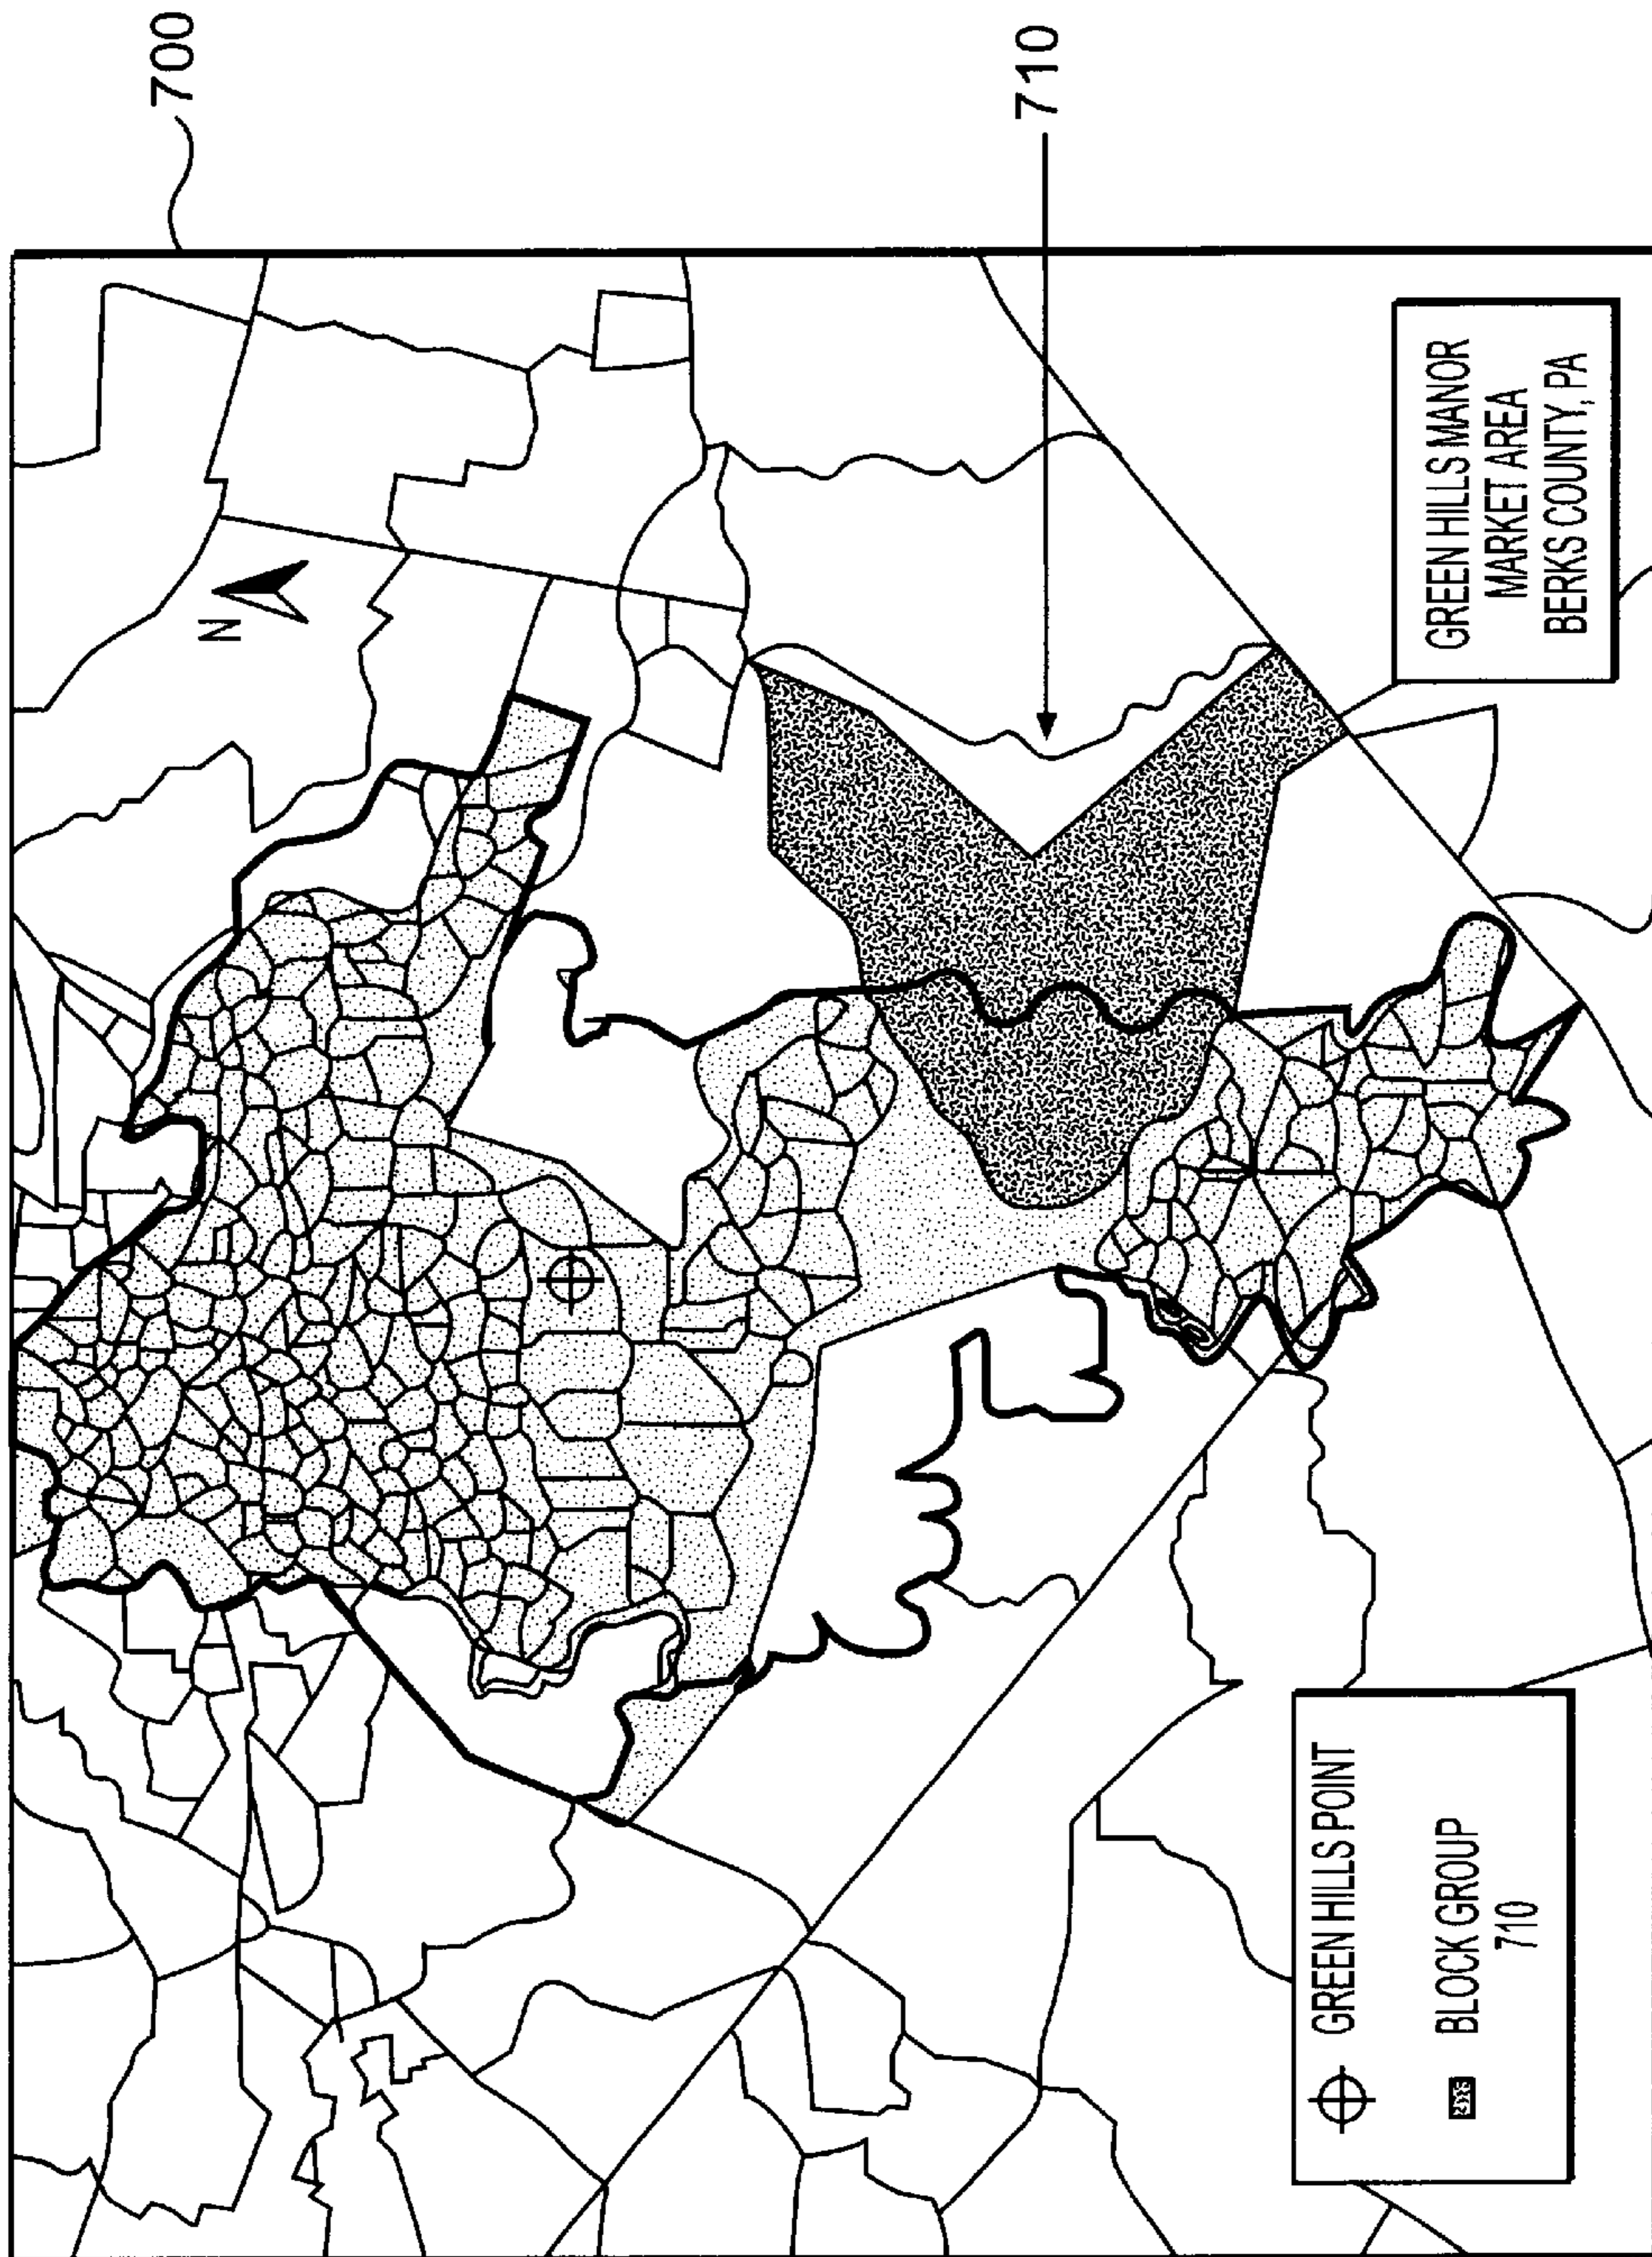 700
710
N
GREEN HILLS MANOR
MARKET AREA
BERKS COUNTY, PA
GREEN HILLS POINT
BLOCK GROUP
710